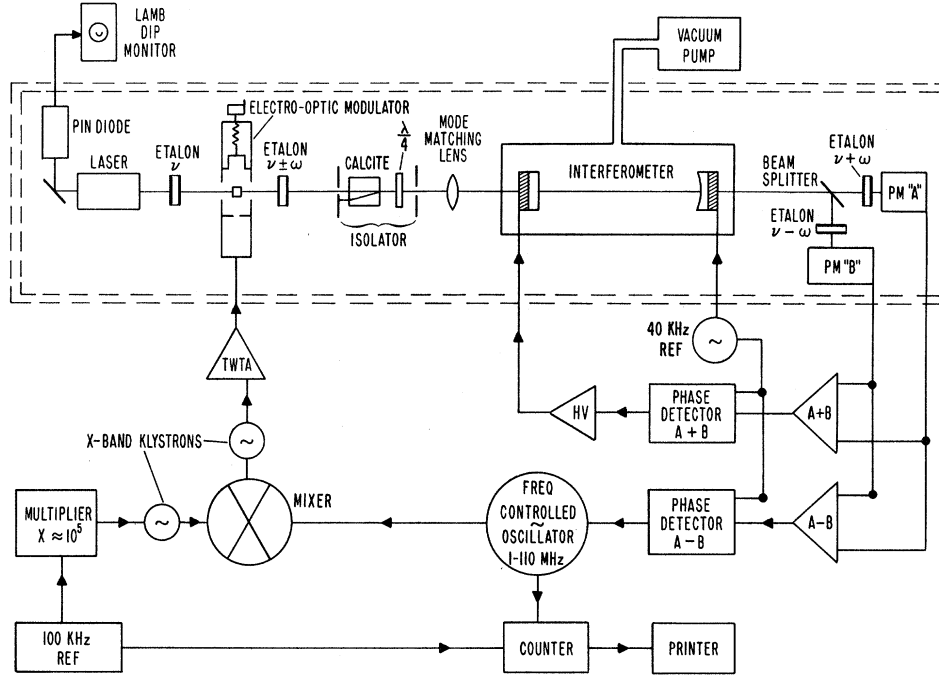 LAMB
DIP
MONITOR
VACUUM
PUMP
PIN DIODE
LASER
ETALON
ν
ELECTRO-OPTIC MODULATOR
ETALON
ν±ω
CALCITE
λ/4
ISOLATOR
MODE
MATCHING
LENS
INTERFEROMETER
BEAM
SPLITTER
ETALON
ν+ω
PM "A"
ETALON
ν-ω
PM "B"
TWTA
40 KHz
REF
~
HV
PHASE
DETECTOR
A+B
A+B
X-BAND KLYSTRONS
~
MULTIPLIER
X ≈10⁵
~
MIXER
FREQ
CONTROLLED
~
OSCILLATOR
1-110 MHz
PHASE
DETECTOR
A-B
A-B
100 KHz
REF
COUNTER
PRINTER